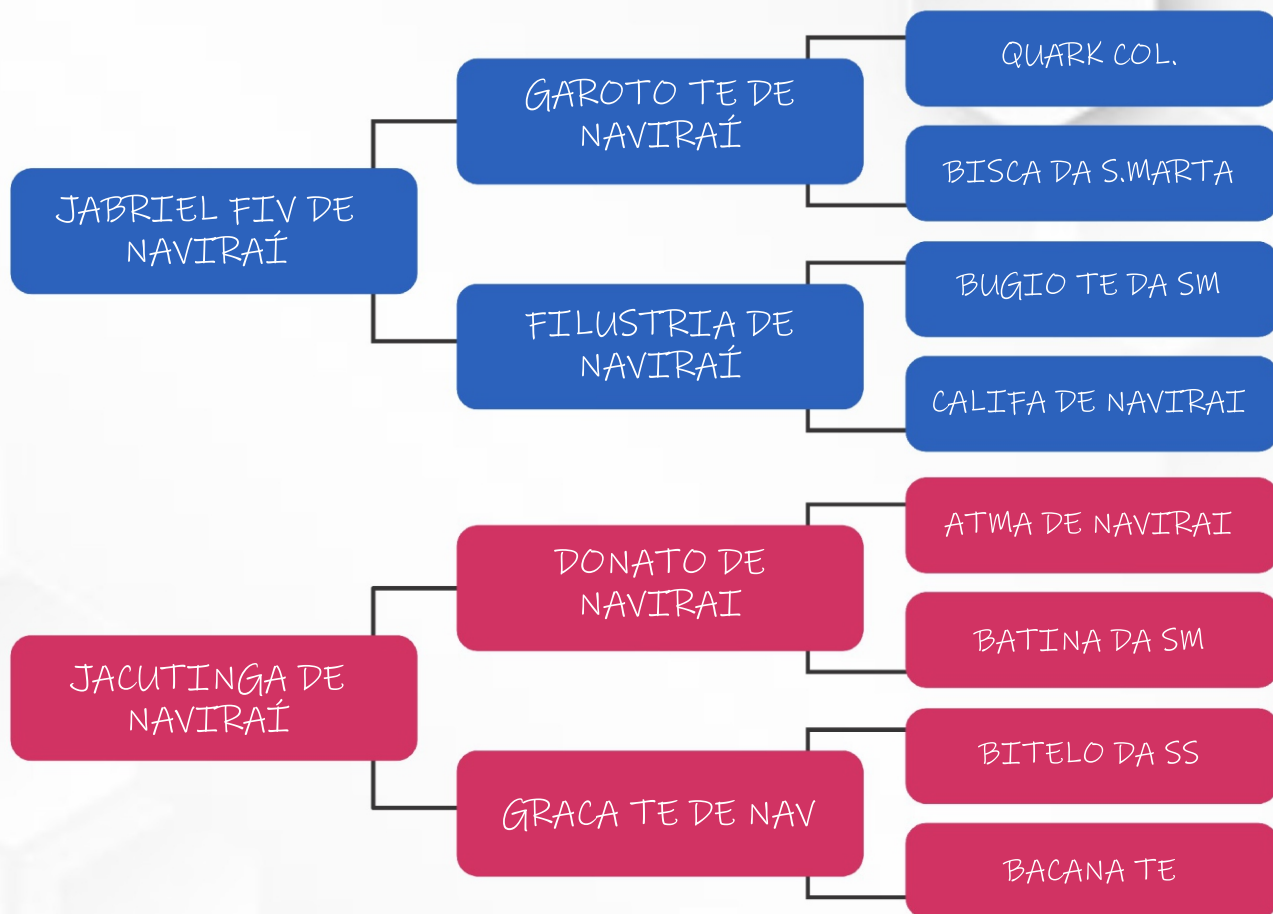 JABRIEL FIV DE
NAVIRAÍ
GAROTO TE DE
NAVIRAÍ
QUARK COL.
BISCA DA S.MARTA
FILUSTRIA DE
NAVIRAÍ
BUGIO TE DA SM
CALIFA DE NAVIRAI
JACUTINGA DE
NAVIRAÍ
DONATO DE
NAVIRAI
ATMA DE NAVIRAI
BATINA DA SM
GRACA TE DE NAV
BITELO DA SS
BACANA TE